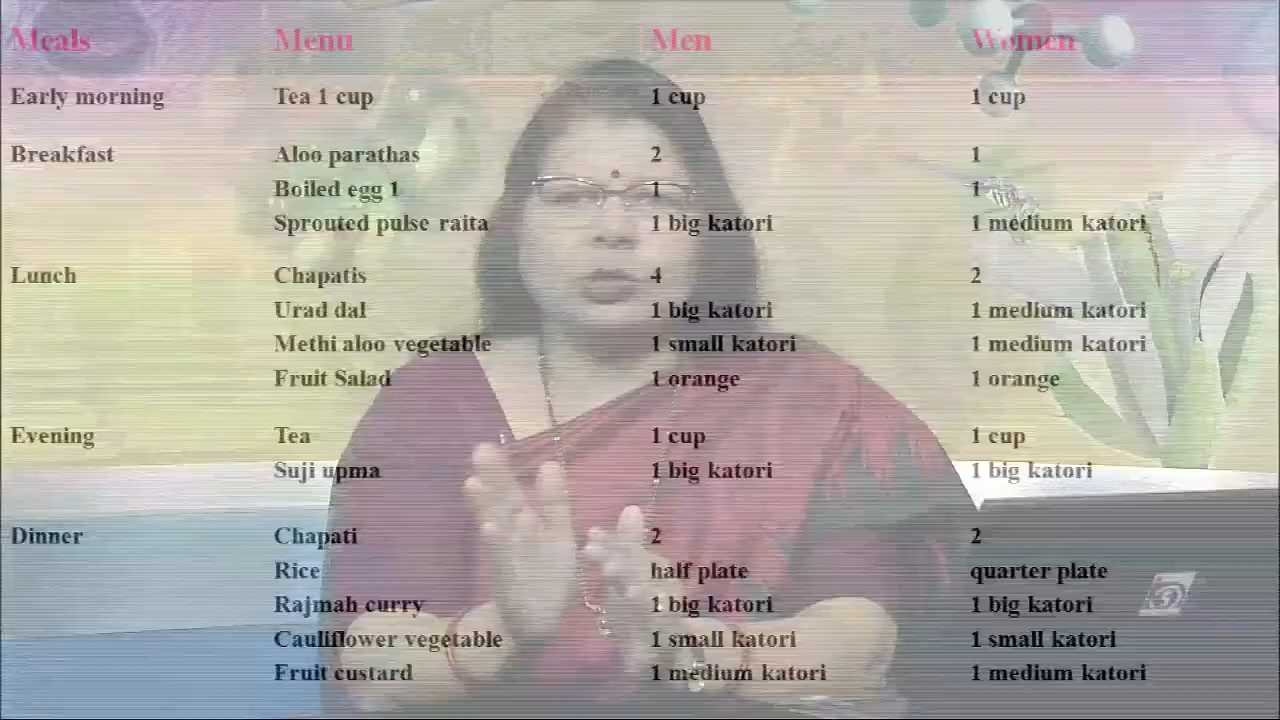 Meals Menu Men Women
Early morning Tea 1 cup 1 cup 1 cup
Breakfast Aloo parathas 2 1
Boiled egg 1 1 1
Sprouted pulse raita 1 big katori 1 medium katori
Lunch Chapatis 4 2
Urad dal 1 big katori 1 medium katori
Methi aloo vegetable 1 small katori 1 medium katori
Fruit Salad 1 orange 1 orange
Evening Tea 1 cup 1 cup
Suji upma 1 big katori 1 big katori
Dinner Chapati 2 2
Rice half plate quarter plate
Rajmah curry 1 big katori 1 big katori
Cauliflower vegetable 1 small katori 1 small katori
Fruit custard 1 medium katori 1 medium katori